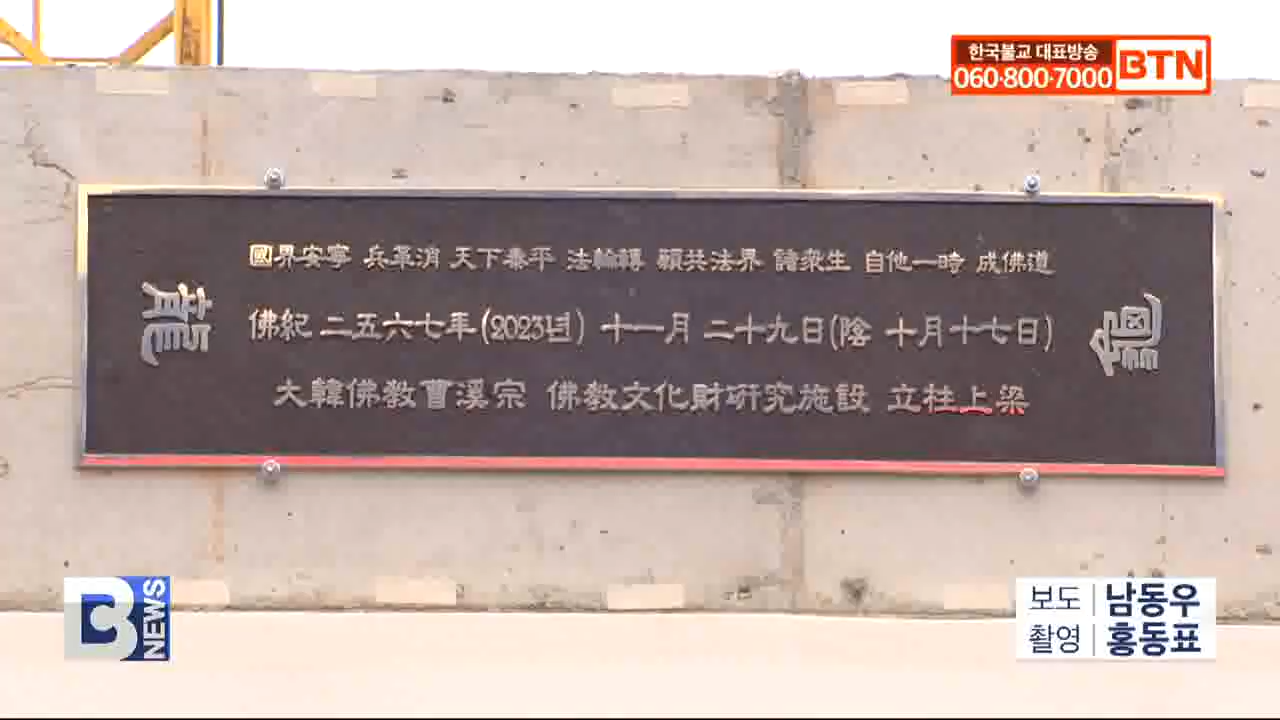 한국불교 대표방송
060·800·7000
BTN
國界安寧 兵革消 天下泰平 法輪轉 願共法界 諸衆生 自他一時 成佛道
龍
佛紀 二五六七年(2023년) 十一月 二十九日(陰 十月十七日)
龜
大韓佛敎曹溪宗 佛敎文化財硏究施設 立柱上梁
B NEWS
보도 남동우
촬영 홍동표